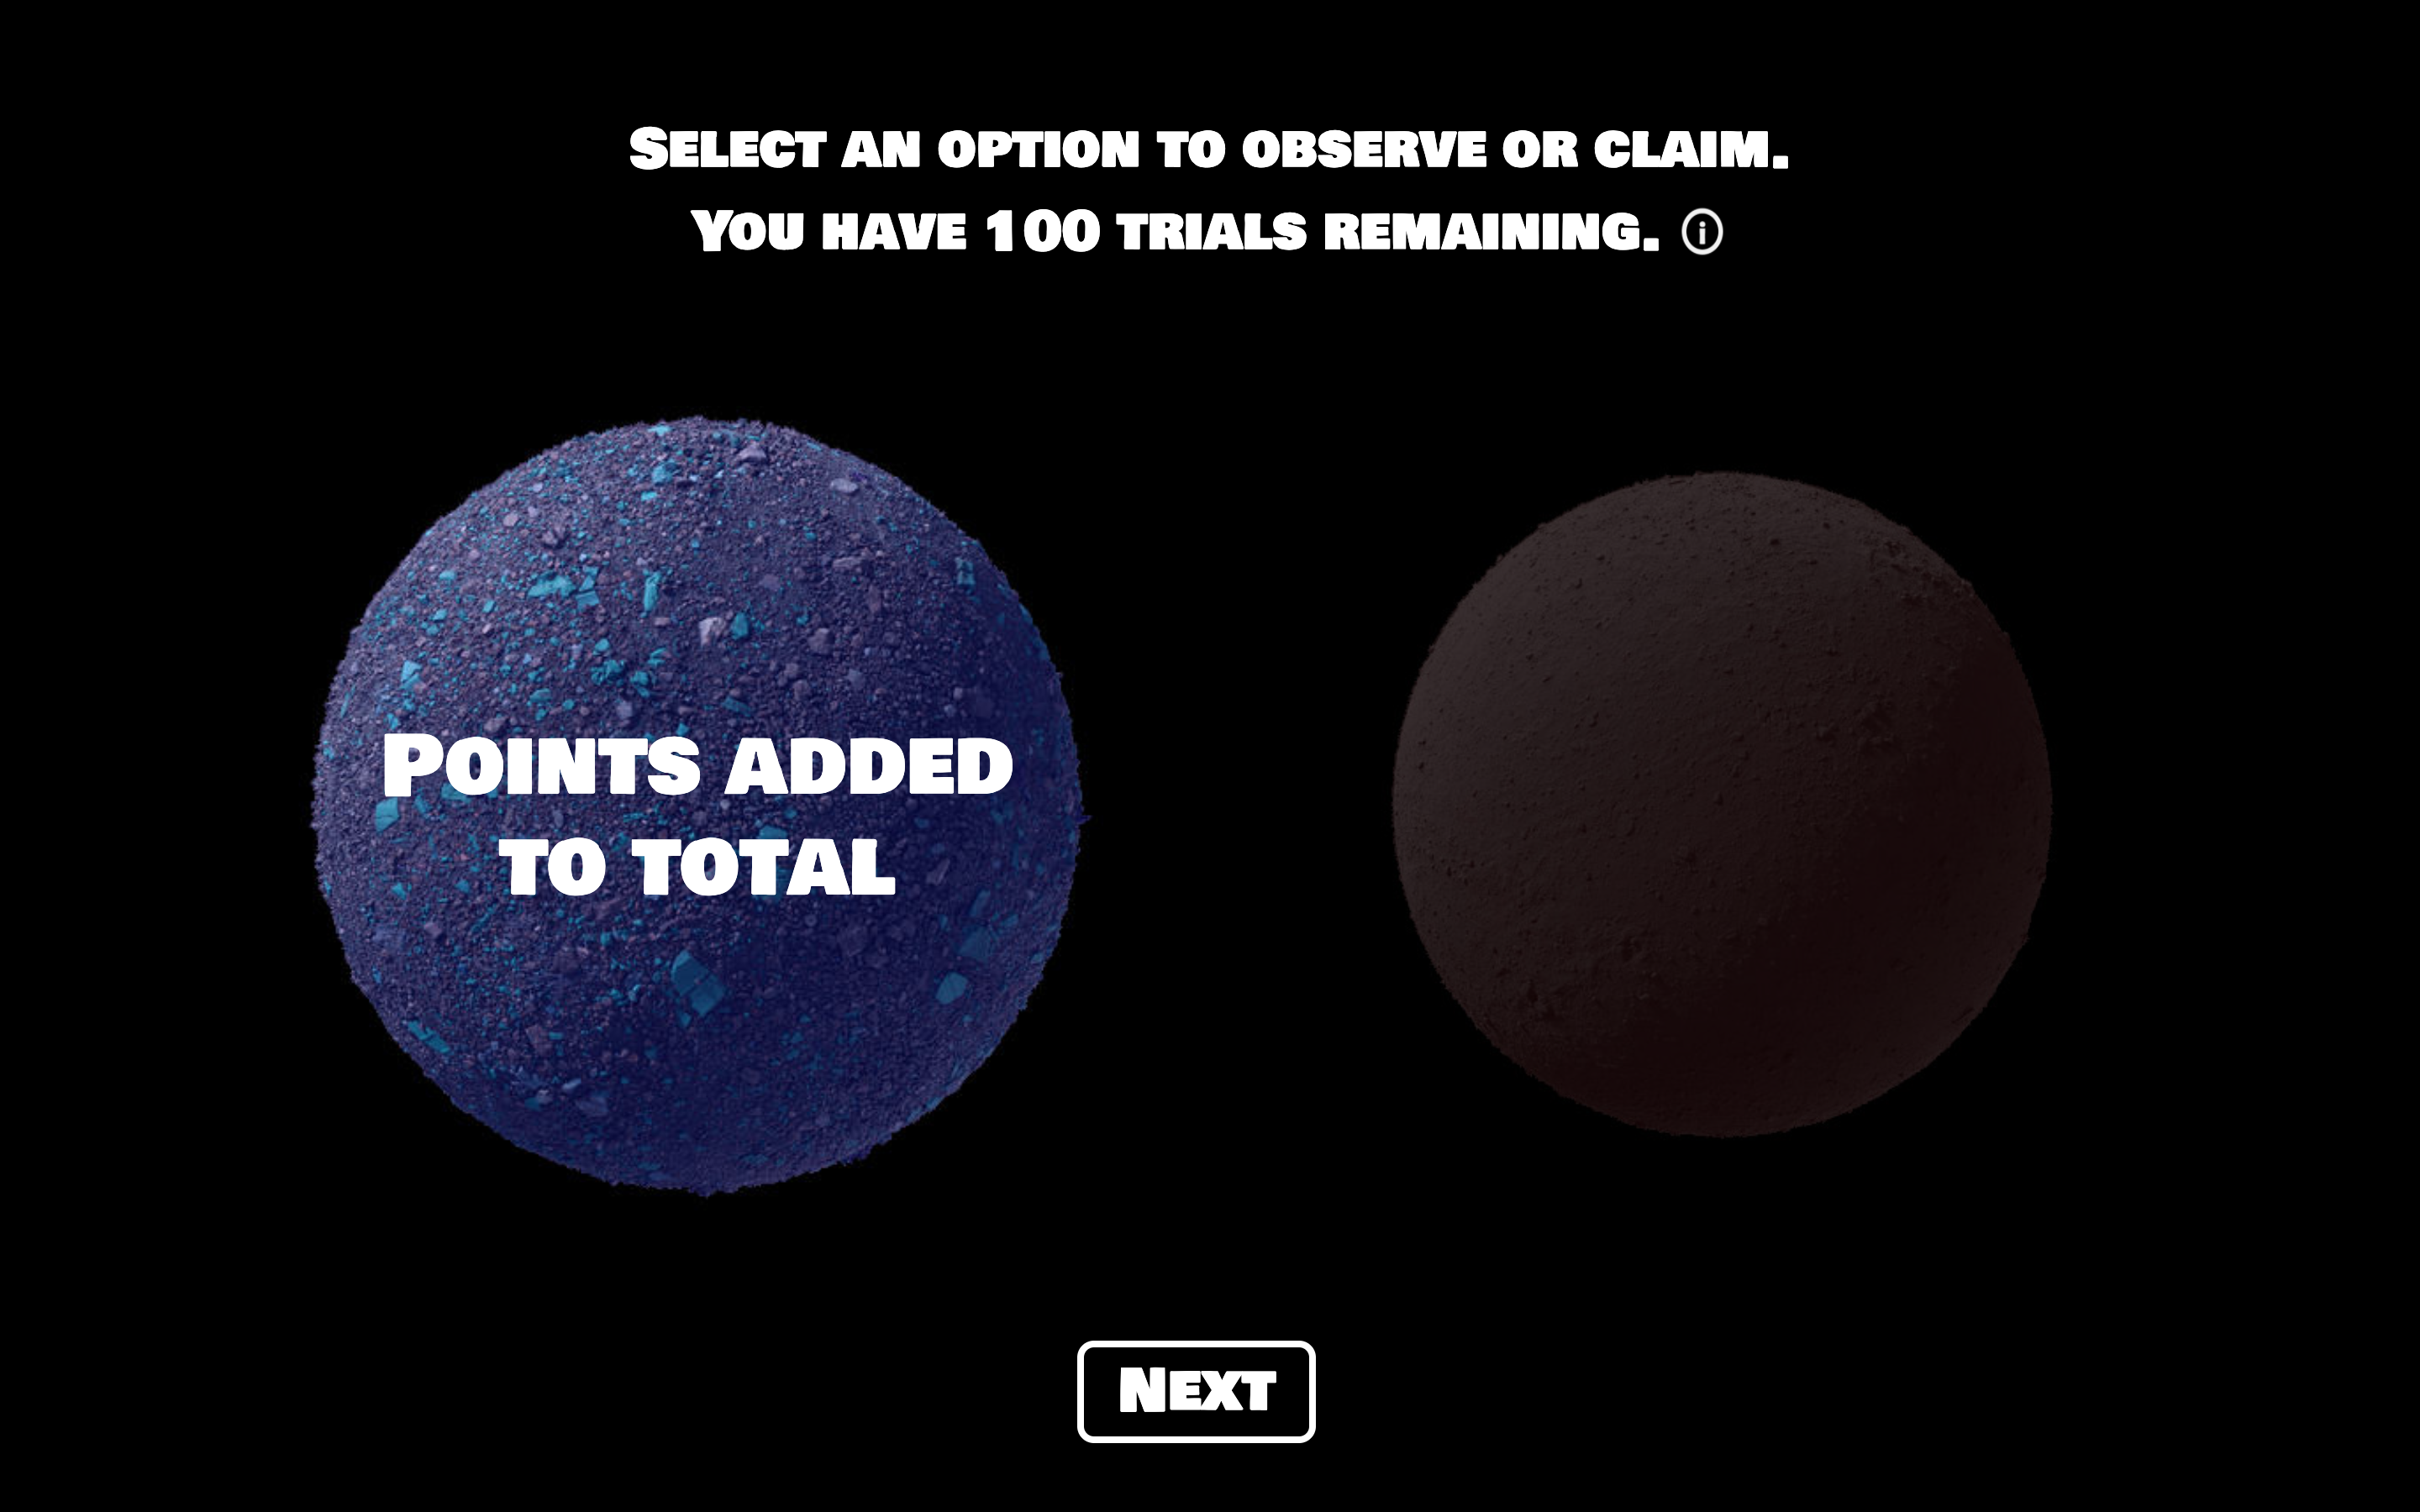 Select an option to observe or claim.
You have 100 trials remaining. ⓘ
Points added
to total
Next